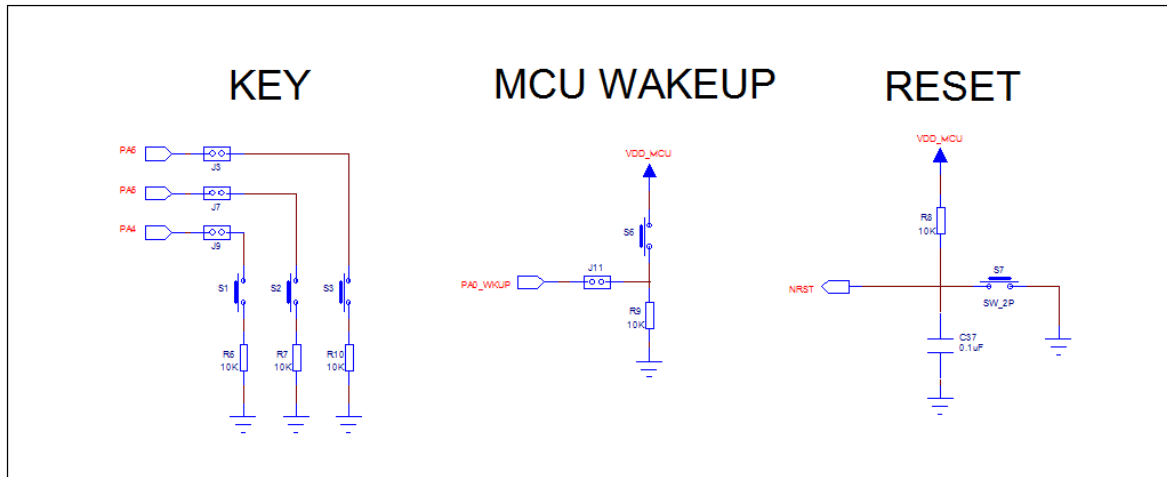 KEY
PA6
J3
PA5
J7
PA4
J9
S1
S2
S3
R6
10K
R7
10K
R10
10K
MCU WAKEUP
VDD_MCU
S6
J11
PA0_WKUP
R9
10K
RESET
VDD_MCU
R8
10K
S7
NRST
SW_2P
C37
0.1uF